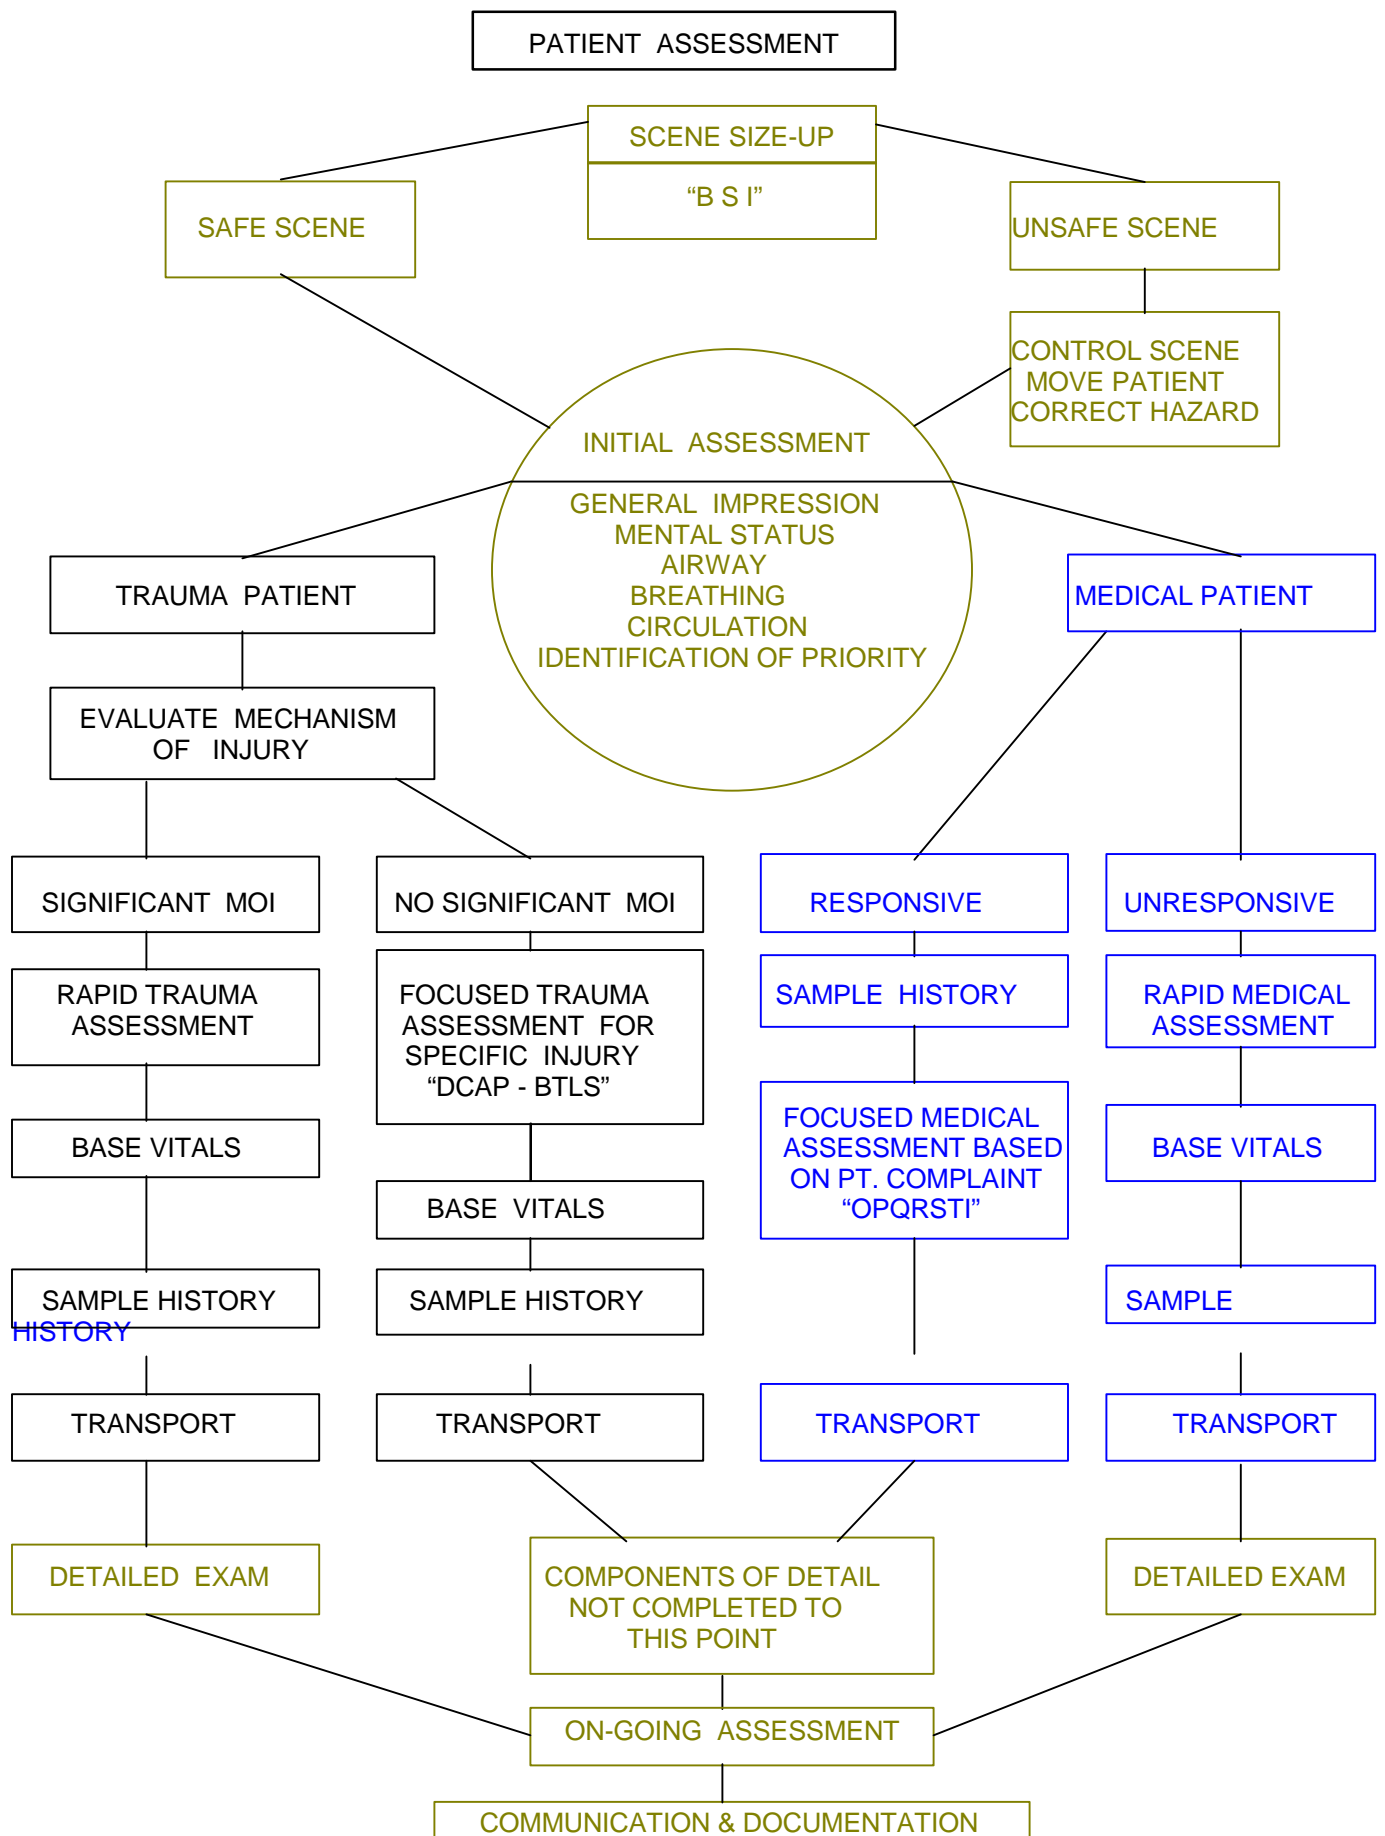 PATIENT ASSESSMENT
SCENE SIZE-UP
“B S I”
SAFE SCENE
UNSAFE SCENE
CONTROL SCENE
MOVE PATIENT
CORRECT HAZARD
INITIAL ASSESSMENT
GENERAL IMPRESSION
MENTAL STATUS
AIRWAY
BREATHING
CIRCULATION
IDENTIFICATION OF PRIORITY
TRAUMA PATIENT
MEDICAL PATIENT
EVALUATE MECHANISM
OF INJURY
SIGNIFICANT MOI
NO SIGNIFICANT MOI
RESPONSIVE
UNRESPONSIVE
RAPID TRAUMA
ASSESSMENT
FOCUSED TRAUMA
ASSESSMENT FOR
SPECIFIC INJURY
“DCAP - BTLS”
SAMPLE HISTORY
RAPID MEDICAL
ASSESSMENT
BASE VITALS
BASE VITALS
FOCUSED MEDICAL
ASSESSMENT BASED
ON PT. COMPLAINT
“OPQRSTI”
BASE VITALS
SAMPLE HISTORY
HISTORY
SAMPLE HISTORY
SAMPLE
TRANSPORT
TRANSPORT
TRANSPORT
TRANSPORT
DETAILED EXAM
COMPONENTS OF DETAIL
NOT COMPLETED TO
THIS POINT
DETAILED EXAM
ON-GOING ASSESSMENT
COMMUNICATION & DOCUMENTATION